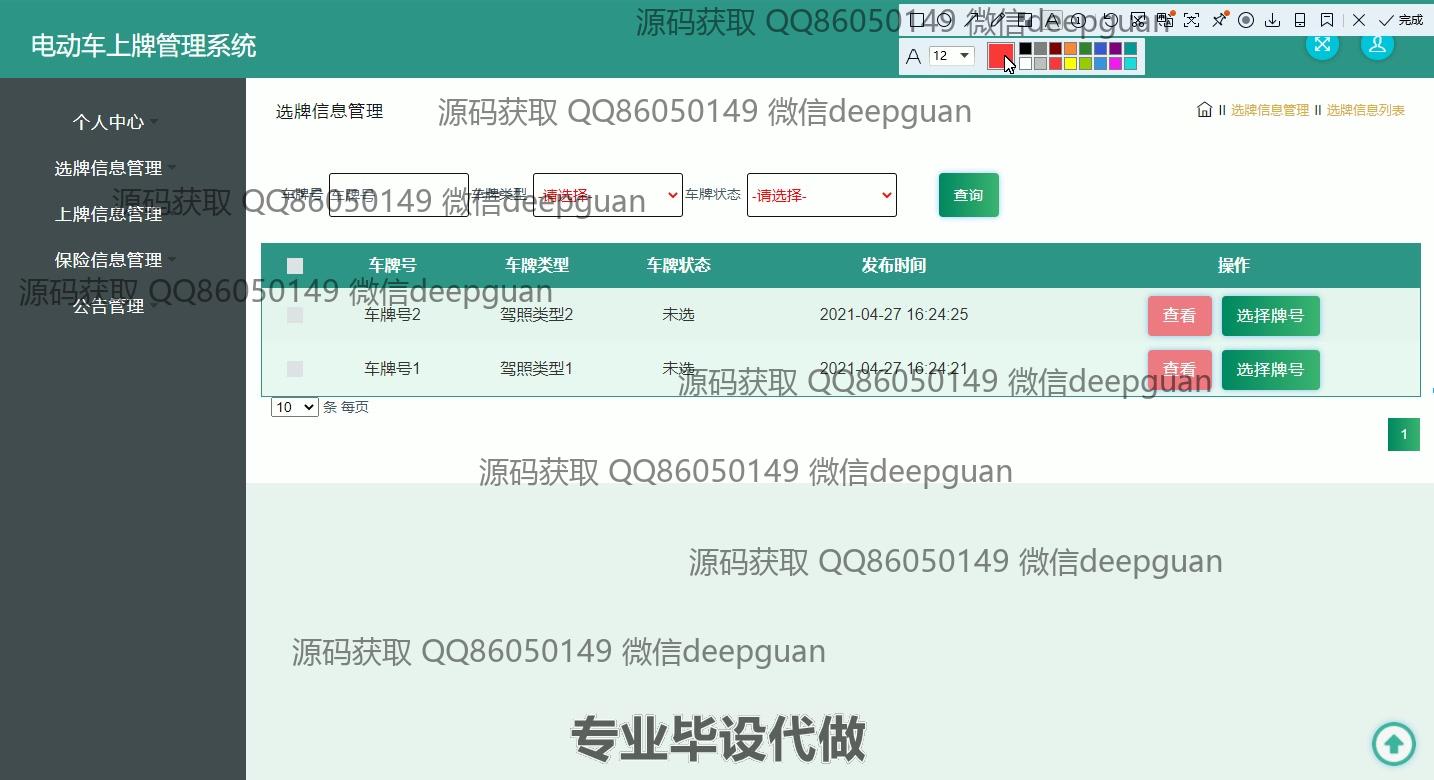 电动车上牌管理系统
源码获取 QQ86050149 微信deepguan
完成
A 12
个人中心
选牌信息管理
上牌信息管理
保险信息管理
公告管理
选牌信息管理
源码获取 QQ86050149 微信deepguan
选牌信息管理 选牌信息列表
车牌号 车牌号 车牌类型 -请选择- 车牌状态 -请选择- 查询
源码获取 QQ86050149 微信deepguan
车牌号 车牌类型 车牌状态 发布时间 操作
源码获取 QQ86050149 微信deepguan
车牌号2 驾照类型2 未选 2021-04-27 16:24:25 查看 选择牌号
车牌号1 驾照类型1 未选 2021-04-27 16:24:21 查看 选择牌号
源码获取 QQ86050149 微信deepguan
10 条 每页
1
源码获取 QQ86050149 微信deepguan
源码获取 QQ86050149 微信deepguan
源码获取 QQ86050149 微信deepguan
专业毕设代做